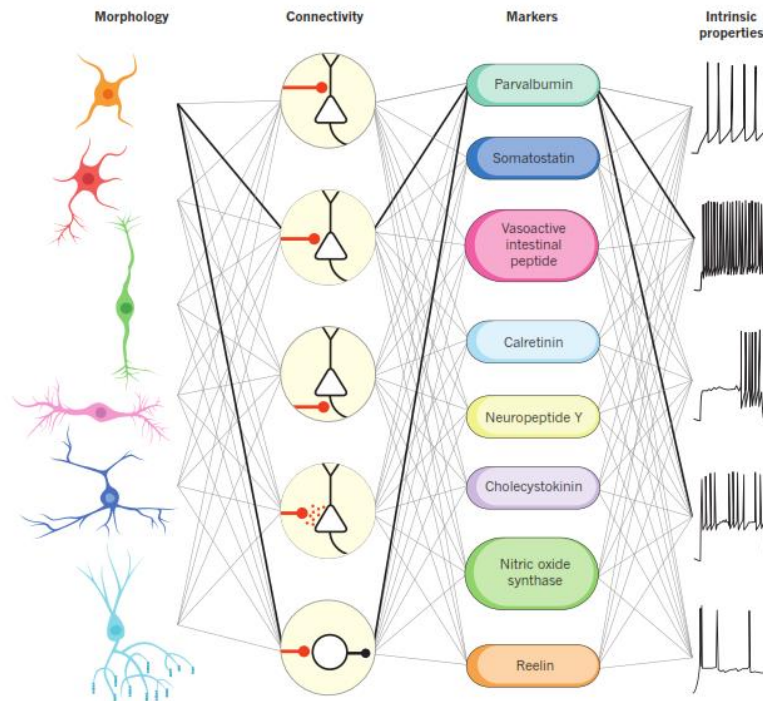 Morphology
Connectivity
Markers
Intrinsic
properties
Parvalbumin
Somatostatin
Vasoactive
intestinal
peptide
Calretinin
Neuropeptide Y
Cholecystokinin
Nitric oxide
synthase
Reelin